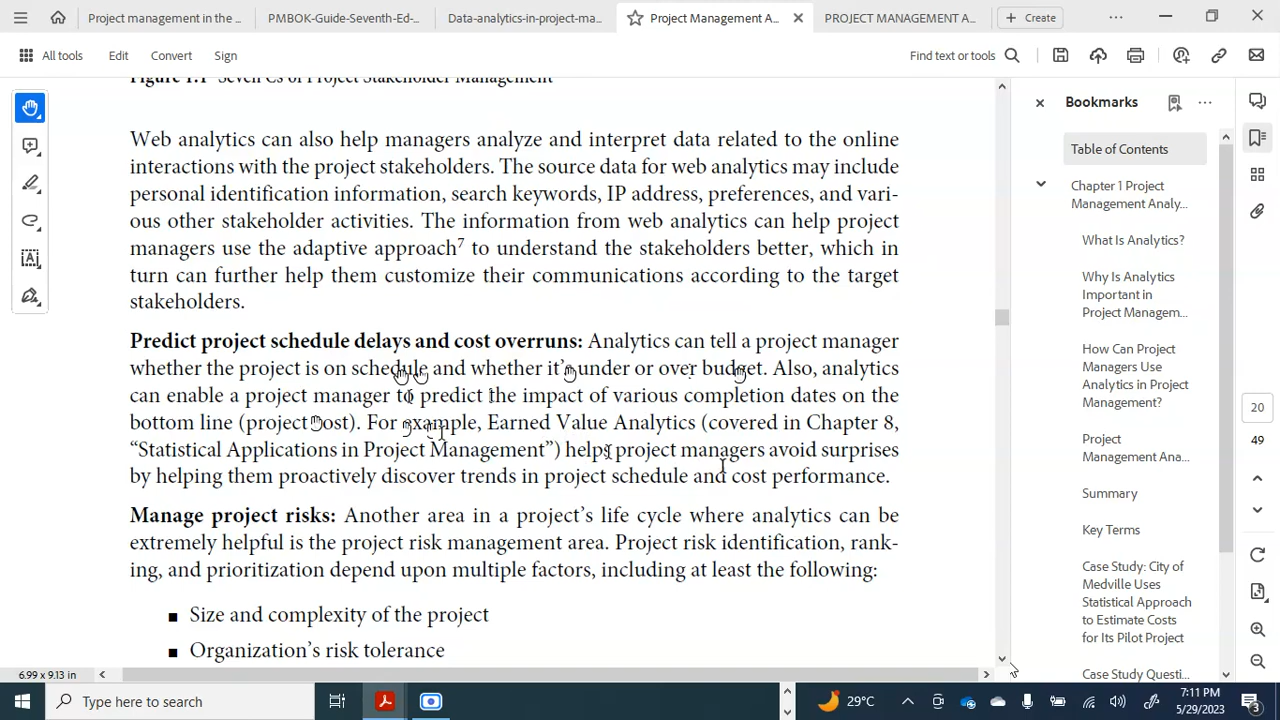 Project management in the ...
PMBOK-Guide-Seventh-Ed-...
Data-analytics-in-project-ma...
Project Management A...
PROJECT MANAGEMENT A...
Create
All tools
Edit
Convert
Sign
Find text or tools
Figure 1.1 Seven Cs of Project Stakeholder Management
Web analytics can also help managers analyze and interpret data related to the online
interactions with the project stakeholders. The source data for web analytics may include
personal identification information, search keywords, IP address, preferences, and vari-
ous other stakeholder activities. The information from web analytics can help project
managers use the adaptive approach7 to understand the stakeholders better, which in
turn can further help them customize their communications according to the target
stakeholders.
Predict project schedule delays and cost overruns: Analytics can tell a project manager
whether the project is on schedule and whether it's under or over budget. Also, analytics
can enable a project manager to predict the impact of various completion dates on the
bottom line (project cost). For example, Earned Value Analytics (covered in Chapter 8,
“Statistical Applications in Project Management”) helps project managers avoid surprises
by helping them proactively discover trends in project schedule and cost performance.
Manage project risks: Another area in a project's life cycle where analytics can be
extremely helpful is the project risk management area. Project risk identification, rank-
ing, and prioritization depend upon multiple factors, including at least the following:
■ Size and complexity of the project
■ Organization's risk tolerance
6.99 x 9.13 in
Bookmarks
Table of Contents
Chapter 1 Project
Management Analy...
What Is Analytics?
Why Is Analytics
Important in
Project Managem...
How Can Project
Managers Use
Analytics in Project
Management?
Project
Management Ana...
Summary
Key Terms
Case Study: City of
Medville Uses
Statistical Approach
to Estimate Costs
for Its Pilot Project
Case Study Questi...
20
49
Type here to search
29°C
7:11 PM
5/29/2023
3